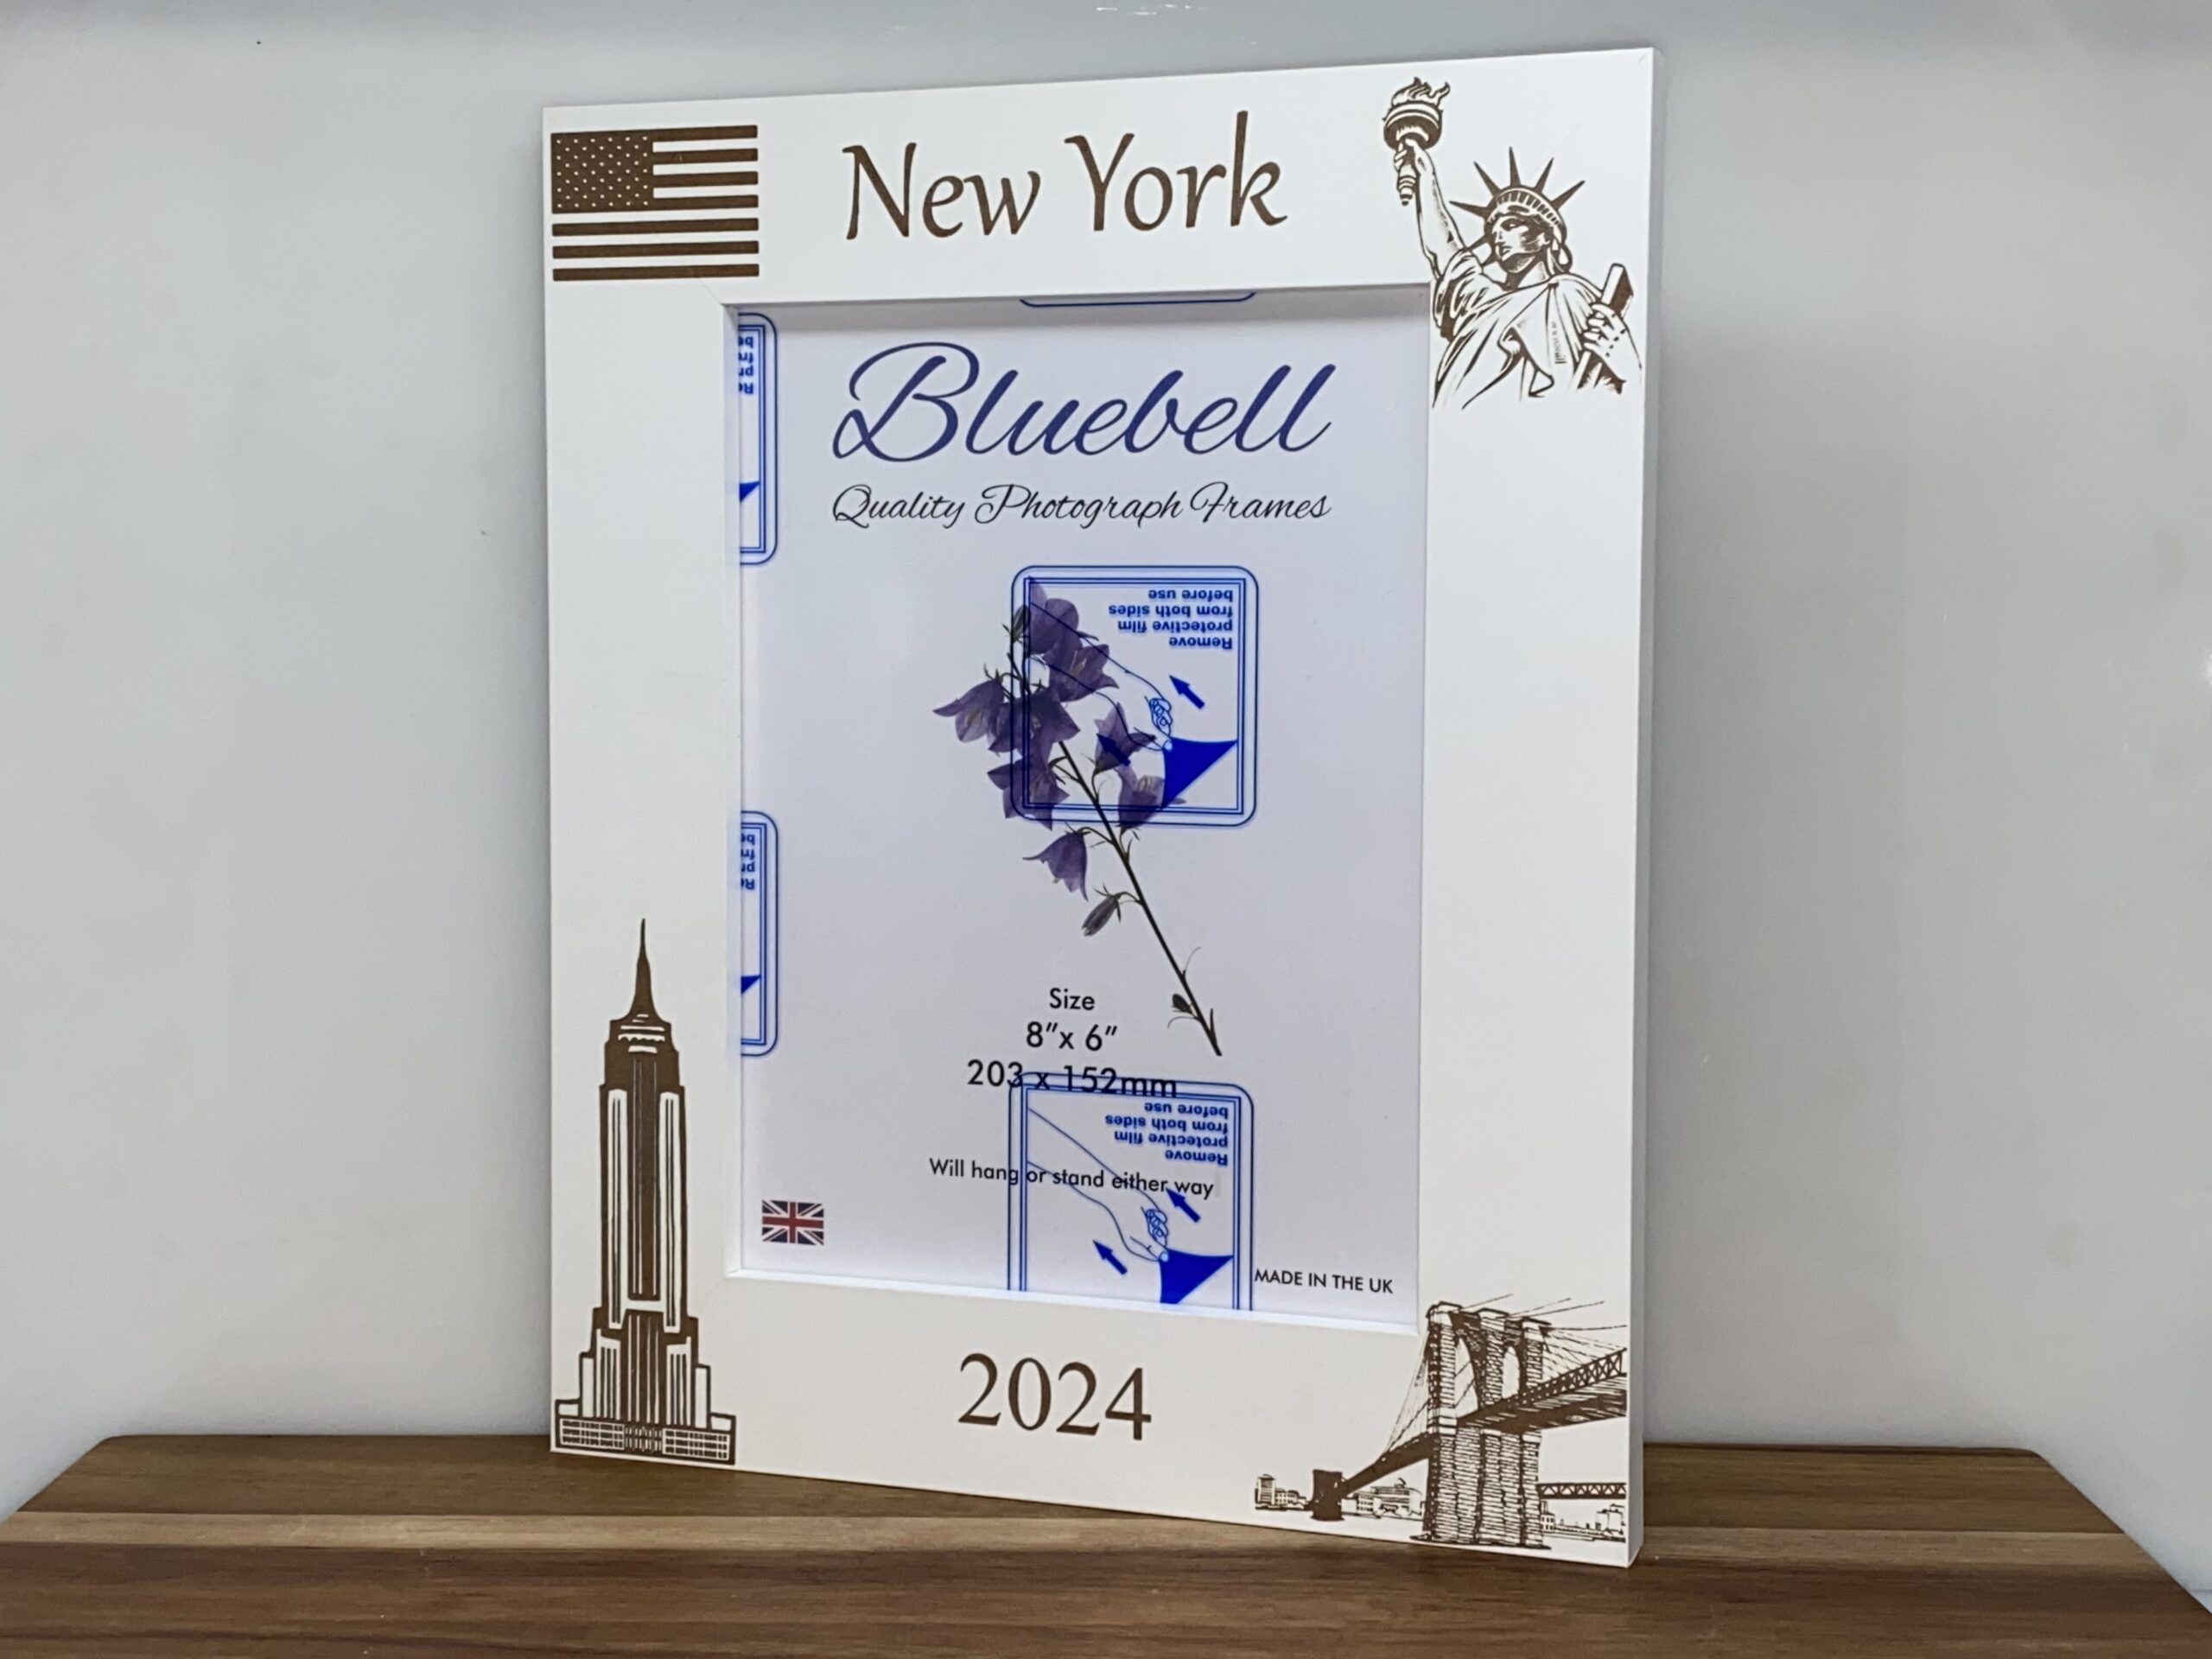 New York
Bluebell
Quality Photograph Frames
Remove
protective film
from both sides
before use
Size
8"x 6"
203 x 152mm
Remove
protective film
from both sides
before use
Will hang or stand either way
MADE IN THE UK
2024